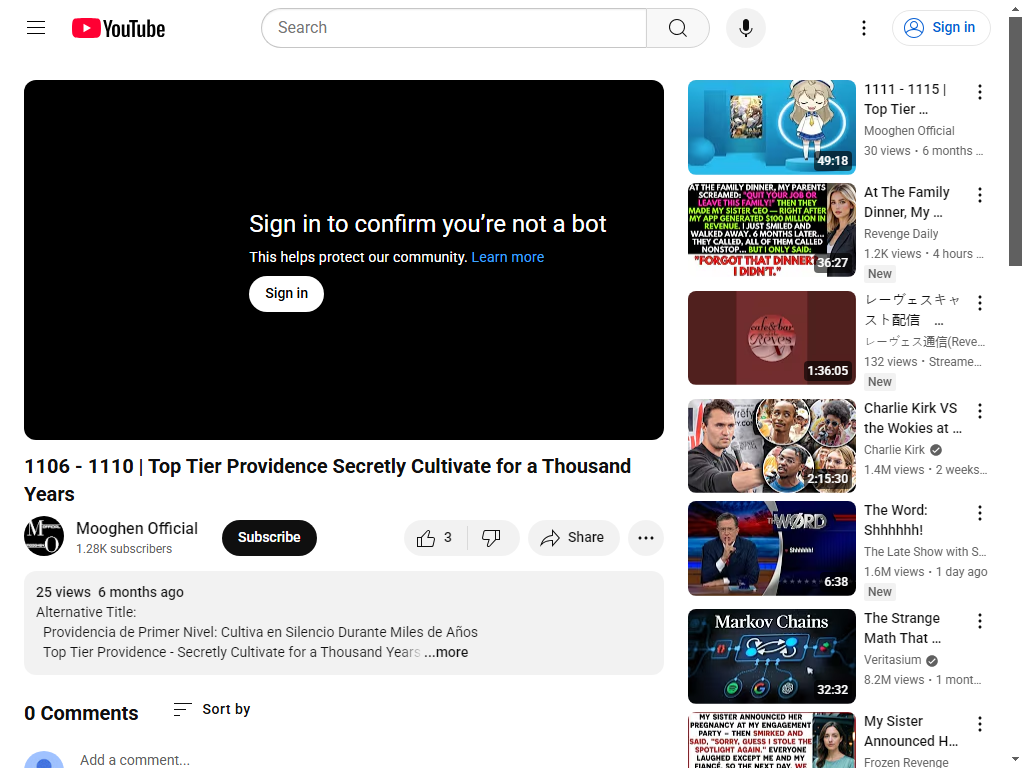 YouTube
Search
Sign in
Sign in to confirm you’re not a bot
This helps protect our community. Learn more
Sign in
1106 - 1110 | Top Tier Providence Secretly Cultivate for a Thousand
Years
Mooghen Official
1.28K subscribers
Subscribe
3
Share
25 views  6 months ago
Alternative Title:
Providencia de Primer Nivel: Cultiva en Silencio Durante Miles de Años
Top Tier Providence - Secretly Cultivate for a Thousand Years ...more
0 Comments
Sort by
Add a comment...
49:18
1111 - 1115 |
Top Tier ...
Mooghen Official
30 views • 6 months ...
AT THE FAMILY DINNER, MY PARENTS
SCREAMED: "QUIT YOUR JOB OR
LEAVE THIS FAMILY!" THEN THEY
MADE MY SISTER CEO — RIGHT AFTER
MY APP GENERATED $100 MILLION IN
REVENUE. I JUST SMILED AND
WALKED AWAY. 6 MONTHS LATER...
THEY CALLED, ALL OF THEM CALLED
NONSTOP... BUT I ONLY SAID:
"FORGOT THAT DINNER?
I DIDN'T."
36:27
At The Family
Dinner, My ...
Revenge Daily
1.2K views • 4 hours ...
New
cafe&bar
Reves
1:36:05
レーヴェスキャ
スト配信 ...
レーヴェス通信(Reve...
132 views • Streame...
New
2:15:30
Charlie Kirk VS
the Wokies at ...
Charlie Kirk
1.4M views • 2 weeks...
THE WØRD
Shhhhhh!
6:38
The Word:
Shhhhhh!
The Late Show with S...
1.6M views • 1 day ago
New
Markov Chains
32:32
The Strange
Math That ...
Veritasium
8.2M views • 1 mont...
MY SISTER ANNOUNCED HER
PREGNANCY AT MY ENGAGEMENT
PARTY – THEN SMIRKED AND
SAID, "SORRY, GUESS I STOLE THE
SPOTLIGHT AGAIN." EVERYONE
LAUGHED EXCEPT ME AND MY
FIANCÉ. SO THE NEXT DAY, WE
My Sister
Announced H...
Frozen Revenge